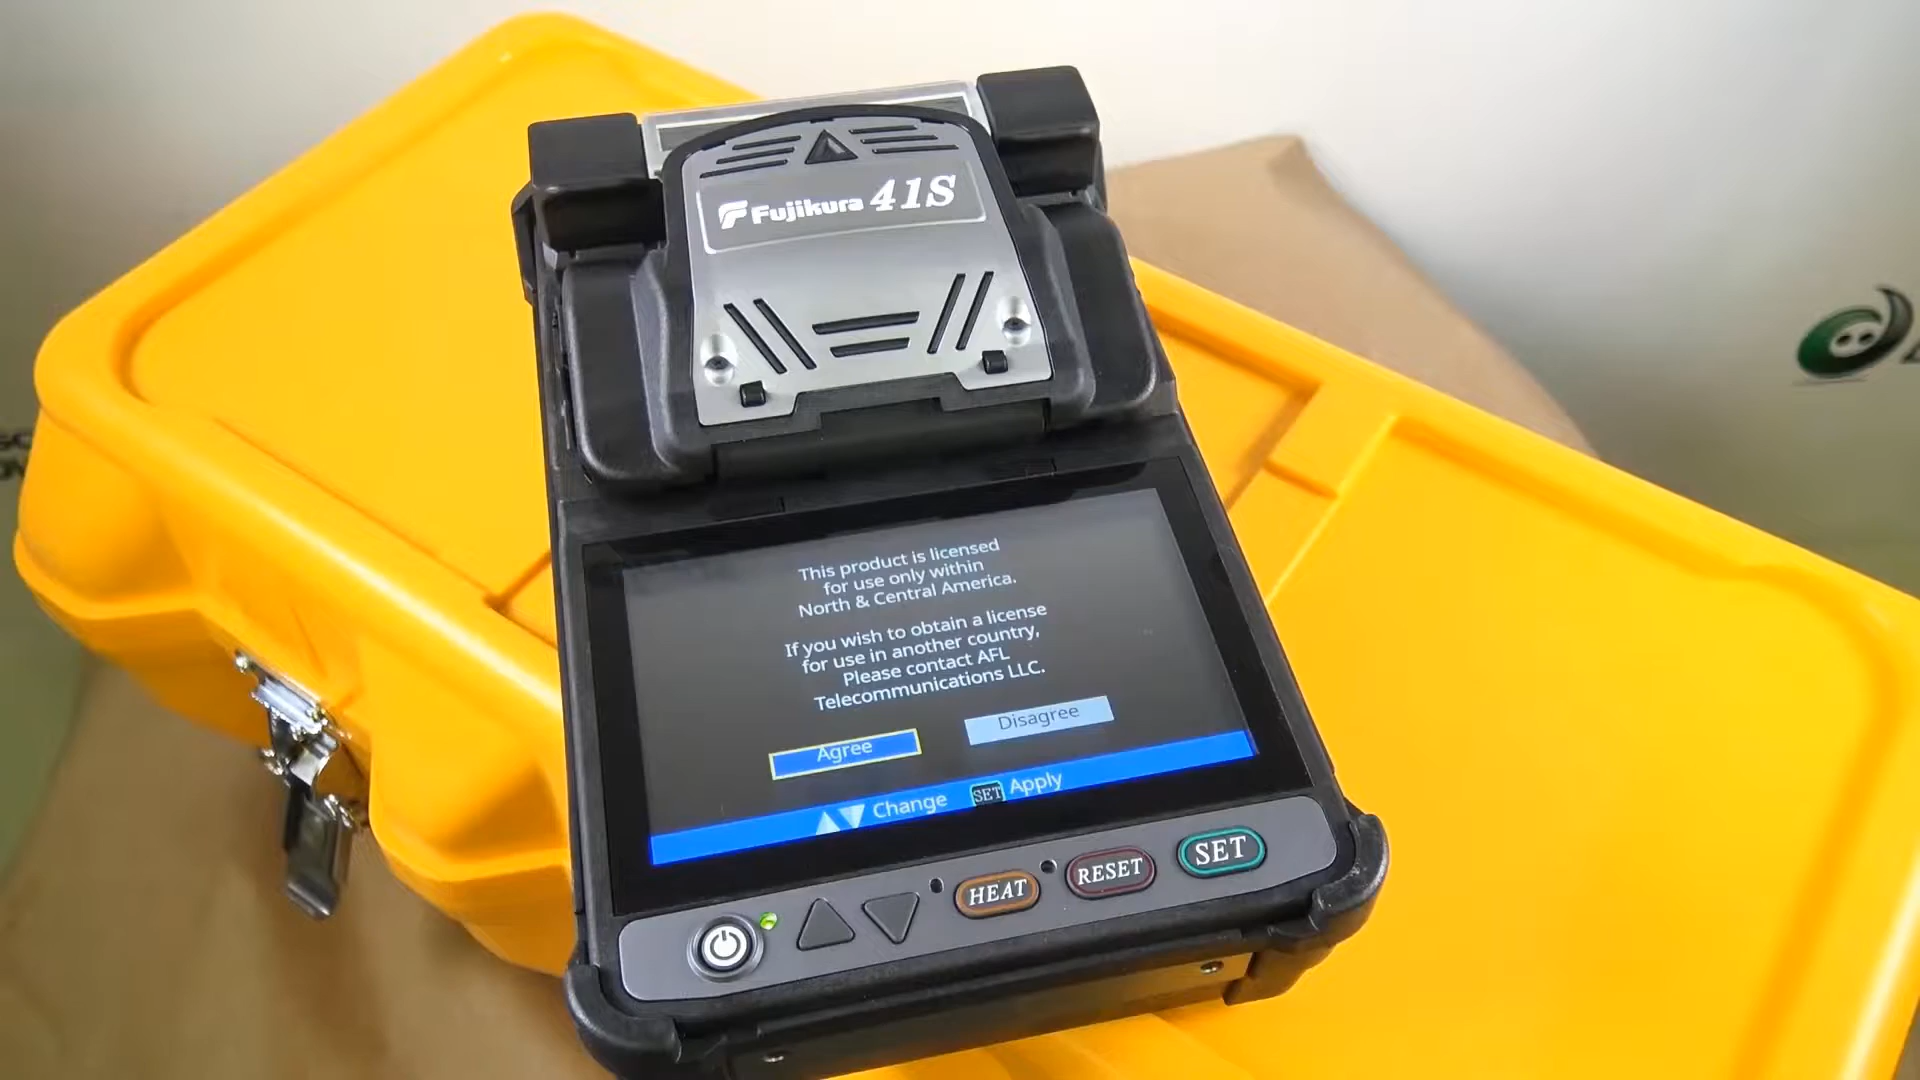 Fujikura 41S
This product is licensed
for use only within
North & Central America.
If you wish to obtain a license
for use in another country,
Please contact AFL
Telecommunications LLC.
Agree
Disagree
Change
SET Apply
HEAT
RESET
SET